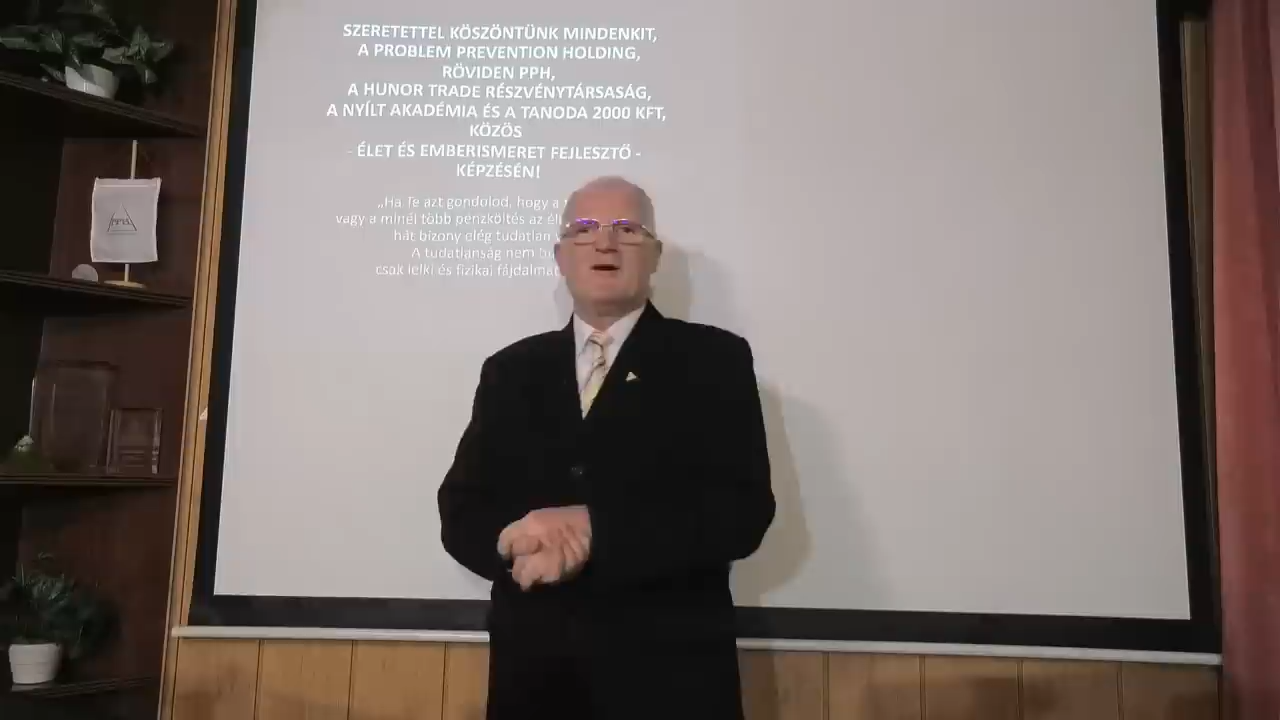 SZERETETTEL KÖSZÖNTÜNK MINDENKIT,
A PROBLEM PREVENTION HOLDING,
RÖVIDEN PPH,
A HUNOR TRADE RÉSZVÉNYTÁRSASÁG,
A NYÍLT AKADÉMIA ÉS A TANODA 2000 KFT,
KÖZÖS
- ÉLET ÉS EMBERISMERET FEJLESZTŐ -
KÉPZÉSÉN!
„Ha Te azt gondolod, hogy a
vagy a minél több pénzköltés az
hát bizony elég tudatlan
A tudatlanság nem
csak lelki és fizikai